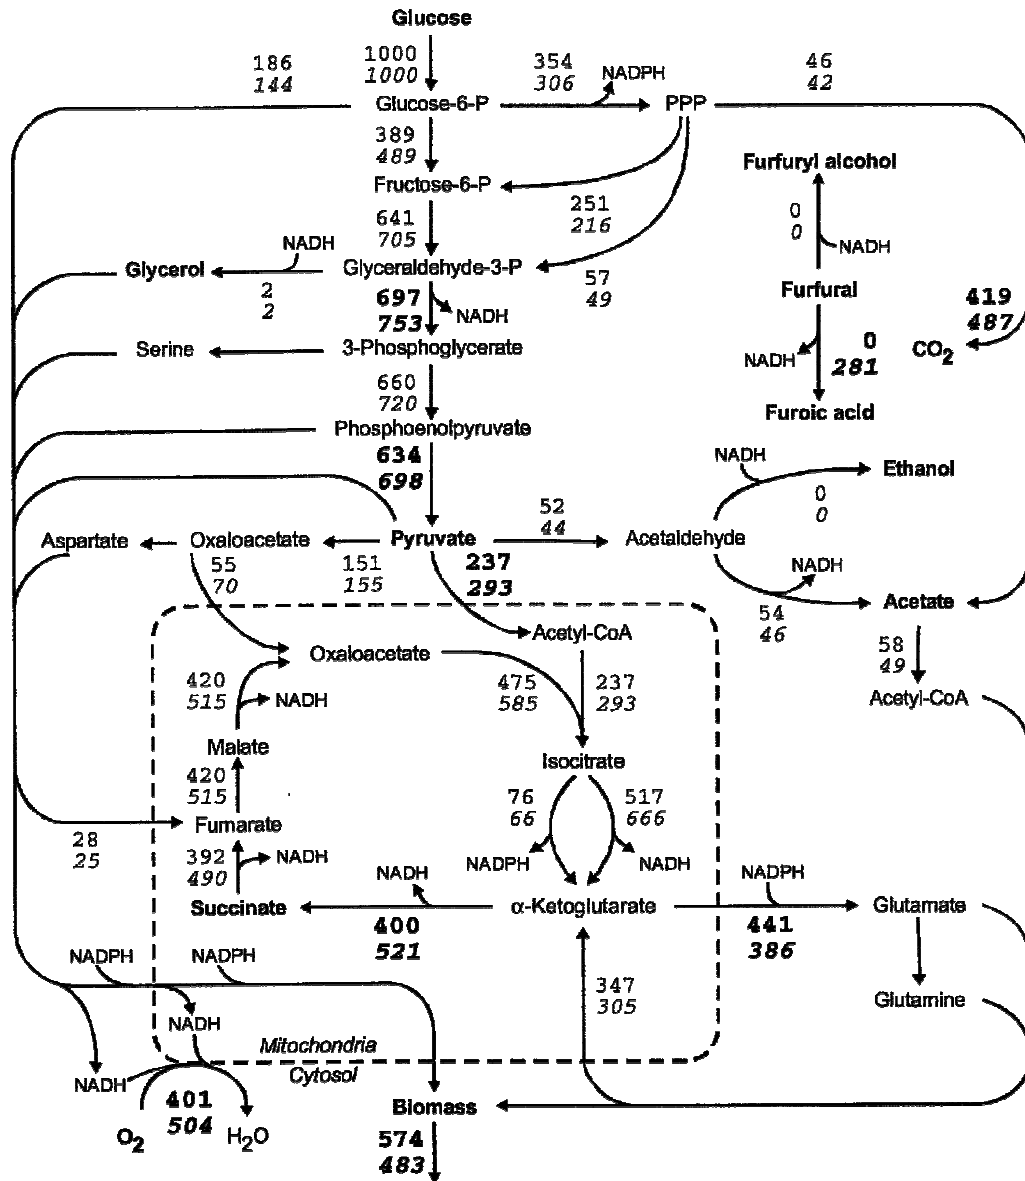 Glucose
1000
1000
186
144
354
306
NADPH
46
42
Glucose-6-P
PPP
389
489
Fructose-6-P
251
216
Furfuryl alcohol
0
0
NADH
641
705
NADH
Glycerol
2
2
Glyceraldehyde-3-P
57
49
Furfural
697
753
NADH
419
487
CO2
NADH
0
281
Serine
3-Phosphoglycerate
660
720
Furoic acid
Phosphoenolpyruvate
634
698
NADH
Ethanol
0
0
Aspartate
Oxaloacetate
Pyruvate
52
44
Acetaldehyde
55
70
151
155
237
293
NADH
54
46
Acetate
Acetyl-CoA
58
49
Oxaloacetate
420
515
NADH
475
585
237
293
Acetyl-CoA
Malate
Isocitrate
420
515
76
66
517
666
28
25
Fumarate
392
490
NADH
NADPH
NADH
NADH
NADPH
Succinate
400
521
α-Ketoglutarate
441
386
Glutamate
NADPH
NADPH
347
305
Glutamine
NADH
Mitochondria
Cytosol
NADH
401
504
O2
H2O
Biomass
574
483